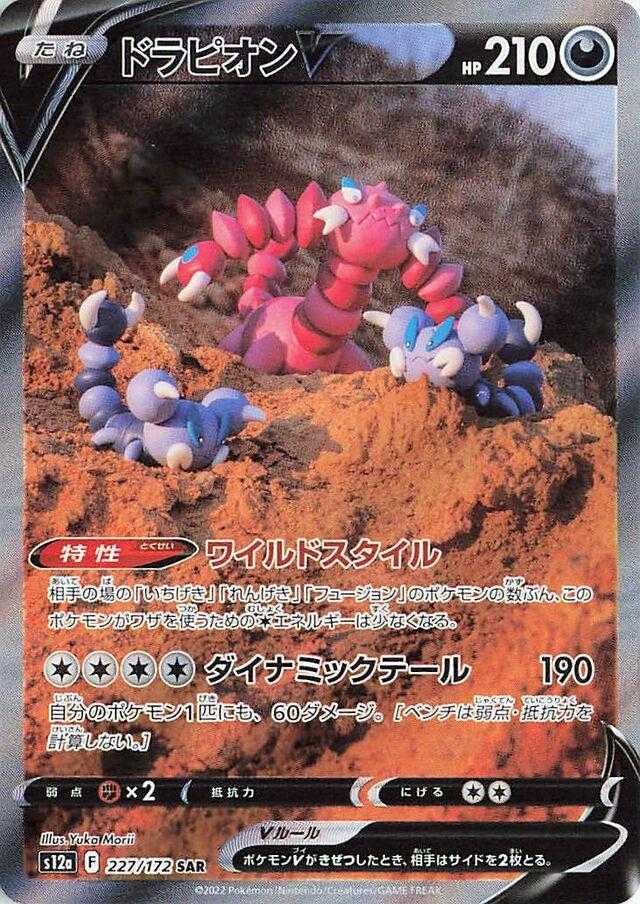 たね ドラピオンV HP210
特性 とくせい ワイルドスタイル
相手の場の「いちげき」「れんげき」「フュージョン」のポケモンの数ぶん、この
ポケモンがワザを使うためのエネルギーは少なくなる。
ダイナミックテール 190
自分のポケモン1匹にも、60ダメージ。[ベンチは弱点・抵抗力を
計算しない。]
弱点 ×2 抵抗力 にげる
Illus. Yuka Morii
Vルール
s12a F 227/172 SAR ポケモンVがきぜつしたとき、相手はサイドを2枚とる。
©2022 Pokémon/Nintendo/Creatures/GAME FREAK